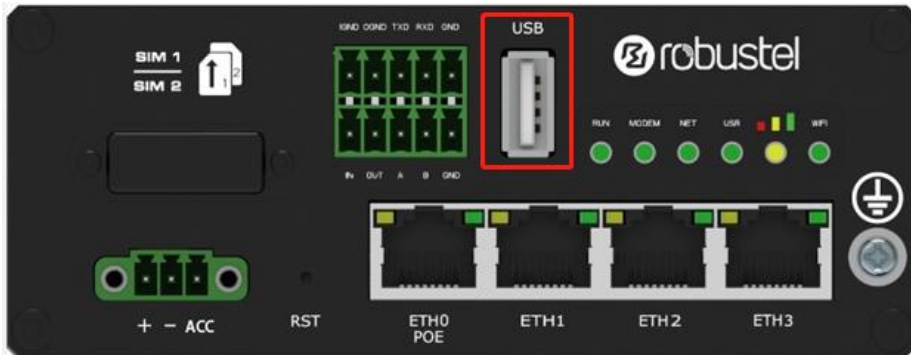 IGND OGND TXD RXD GND
USB
robustel
SIM 1
SIM 2
1
2
RUN MODEM NET USR WIFI
IN OUT A B GND
+ - ACC
RST
ETH0
POE
ETH1
ETH2
ETH3